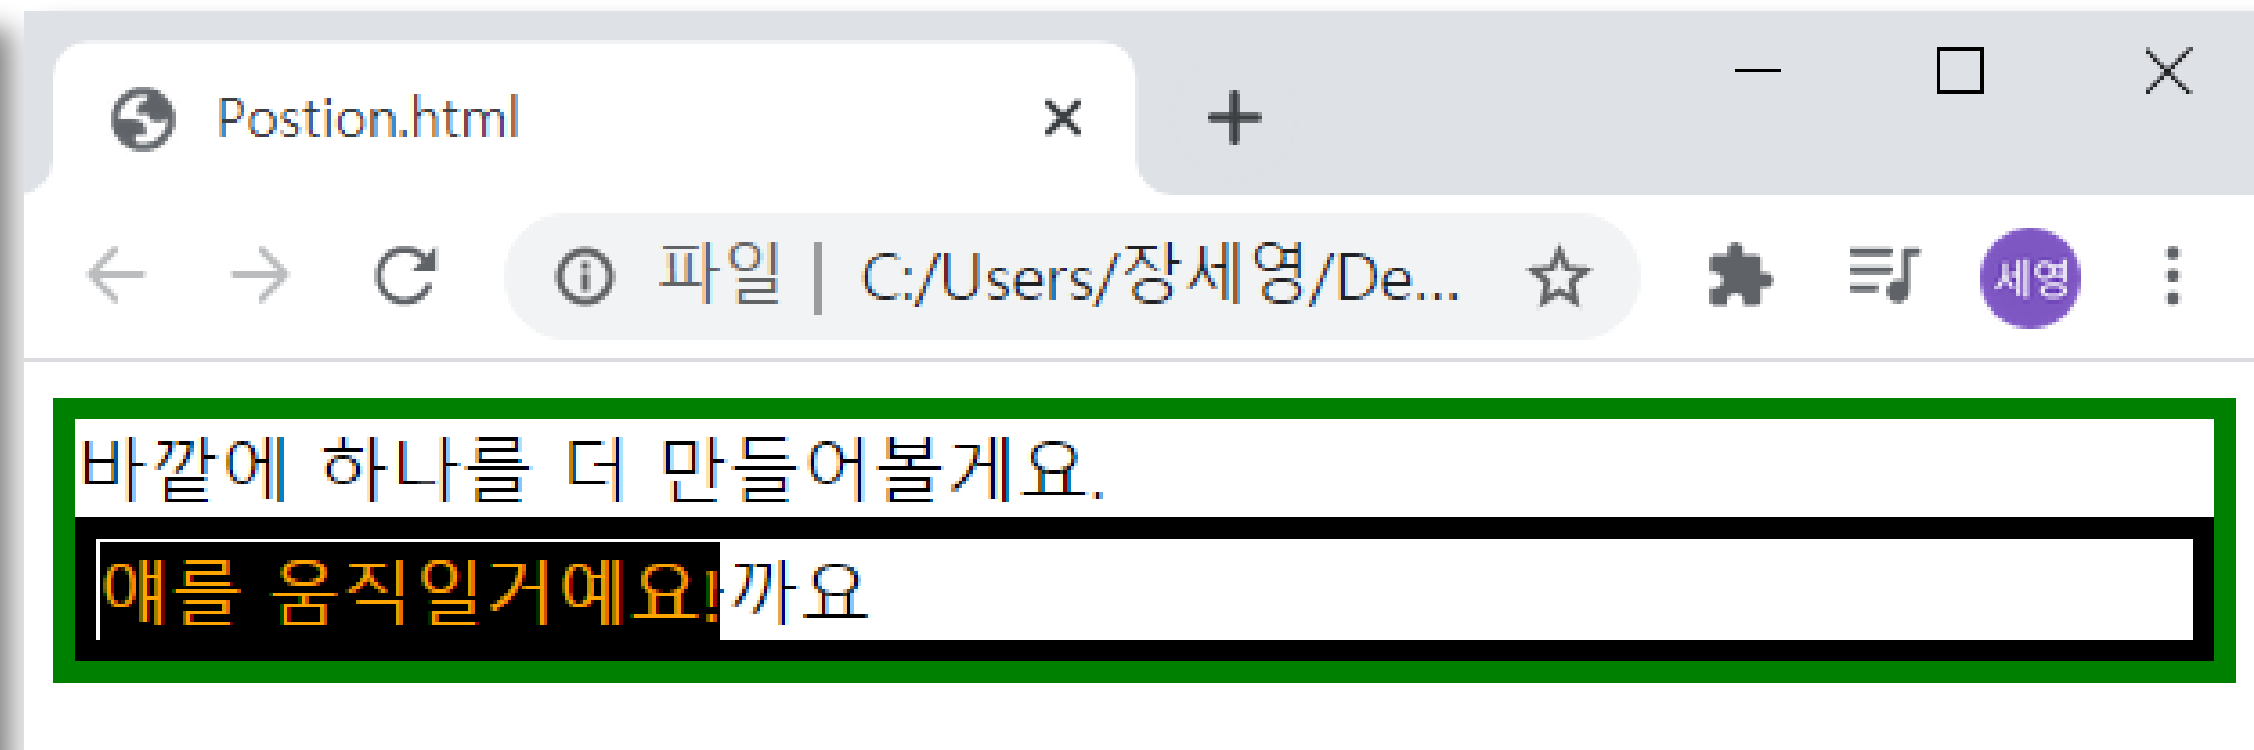 Postion.html
파일 | C:/Users/장세영/De...
세영
바깥에 하나를 더 만들어볼게요.
얘를 움직일거예요!까요